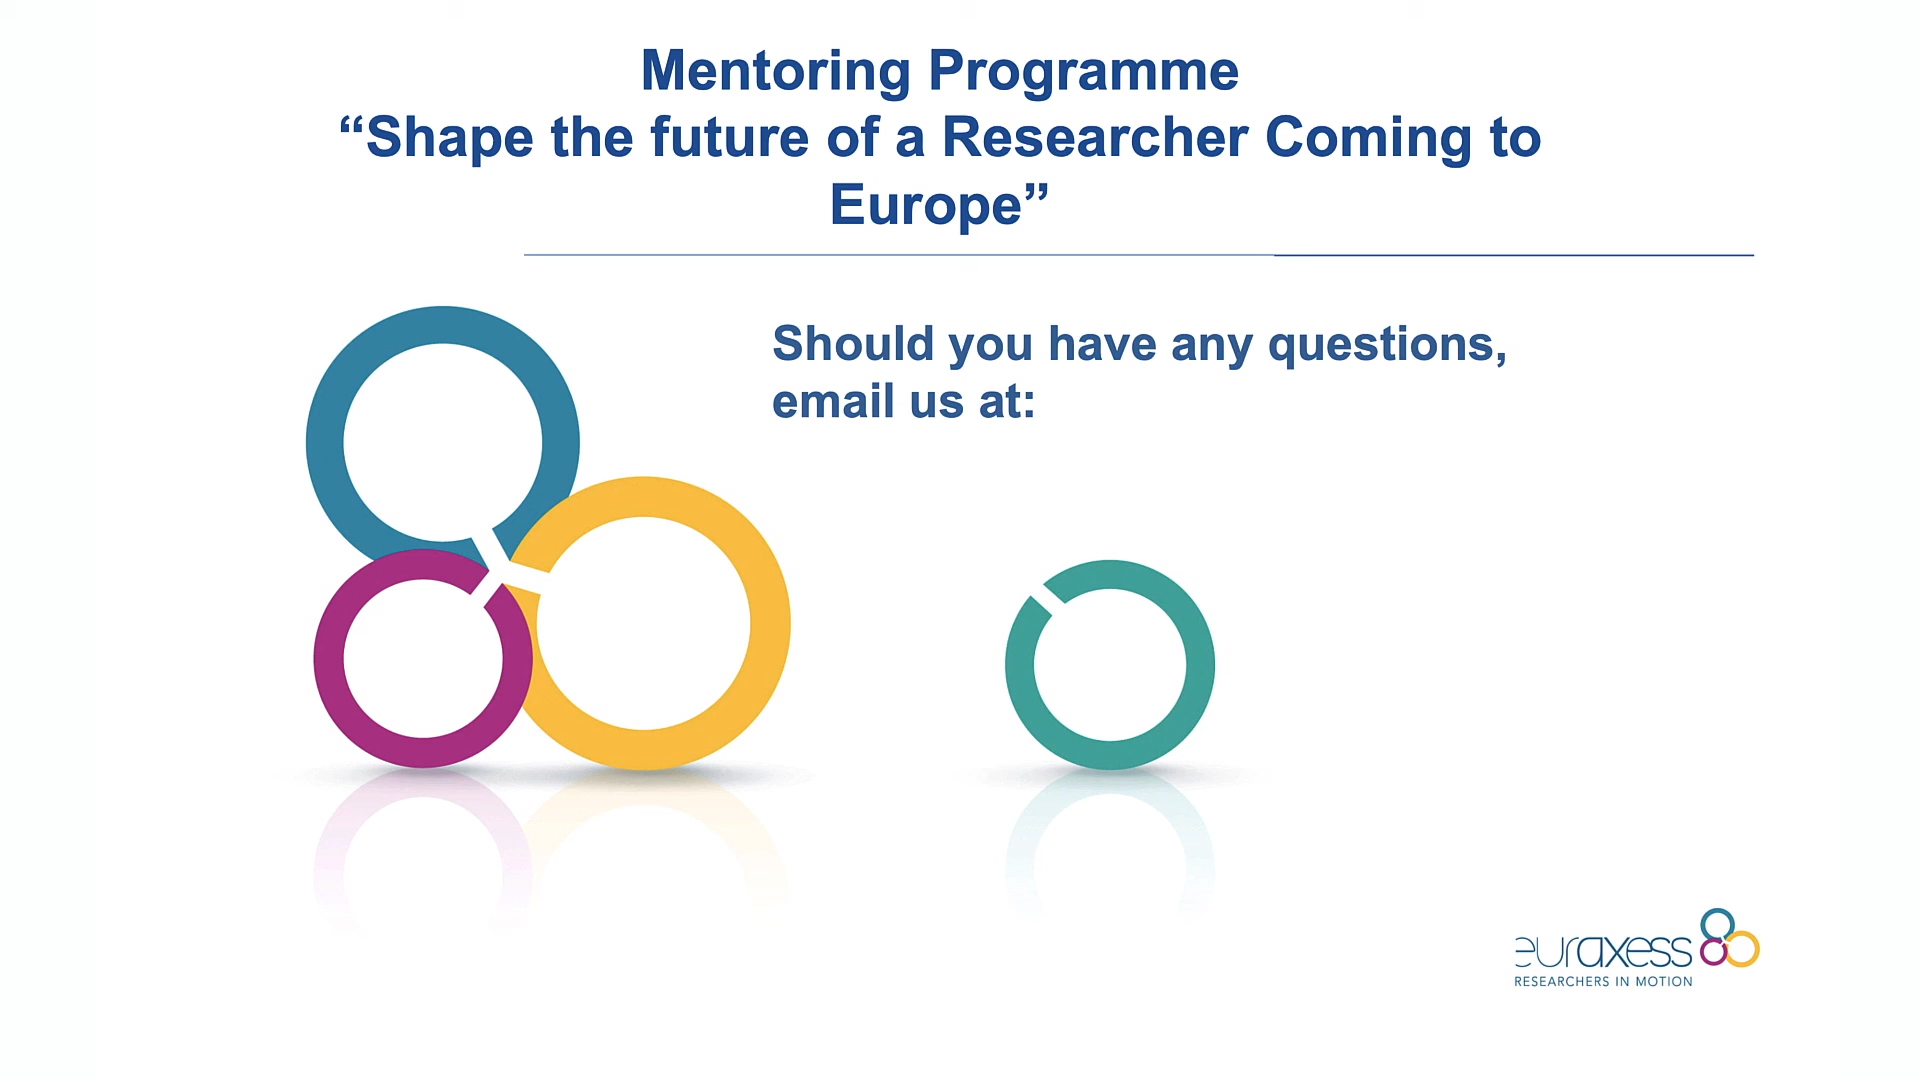 Mentoring Programme
“Shape the future of a Researcher Coming to
Europe”
Should you have any questions,
email us at:
euraxess
RESEARCHERS IN MOTION